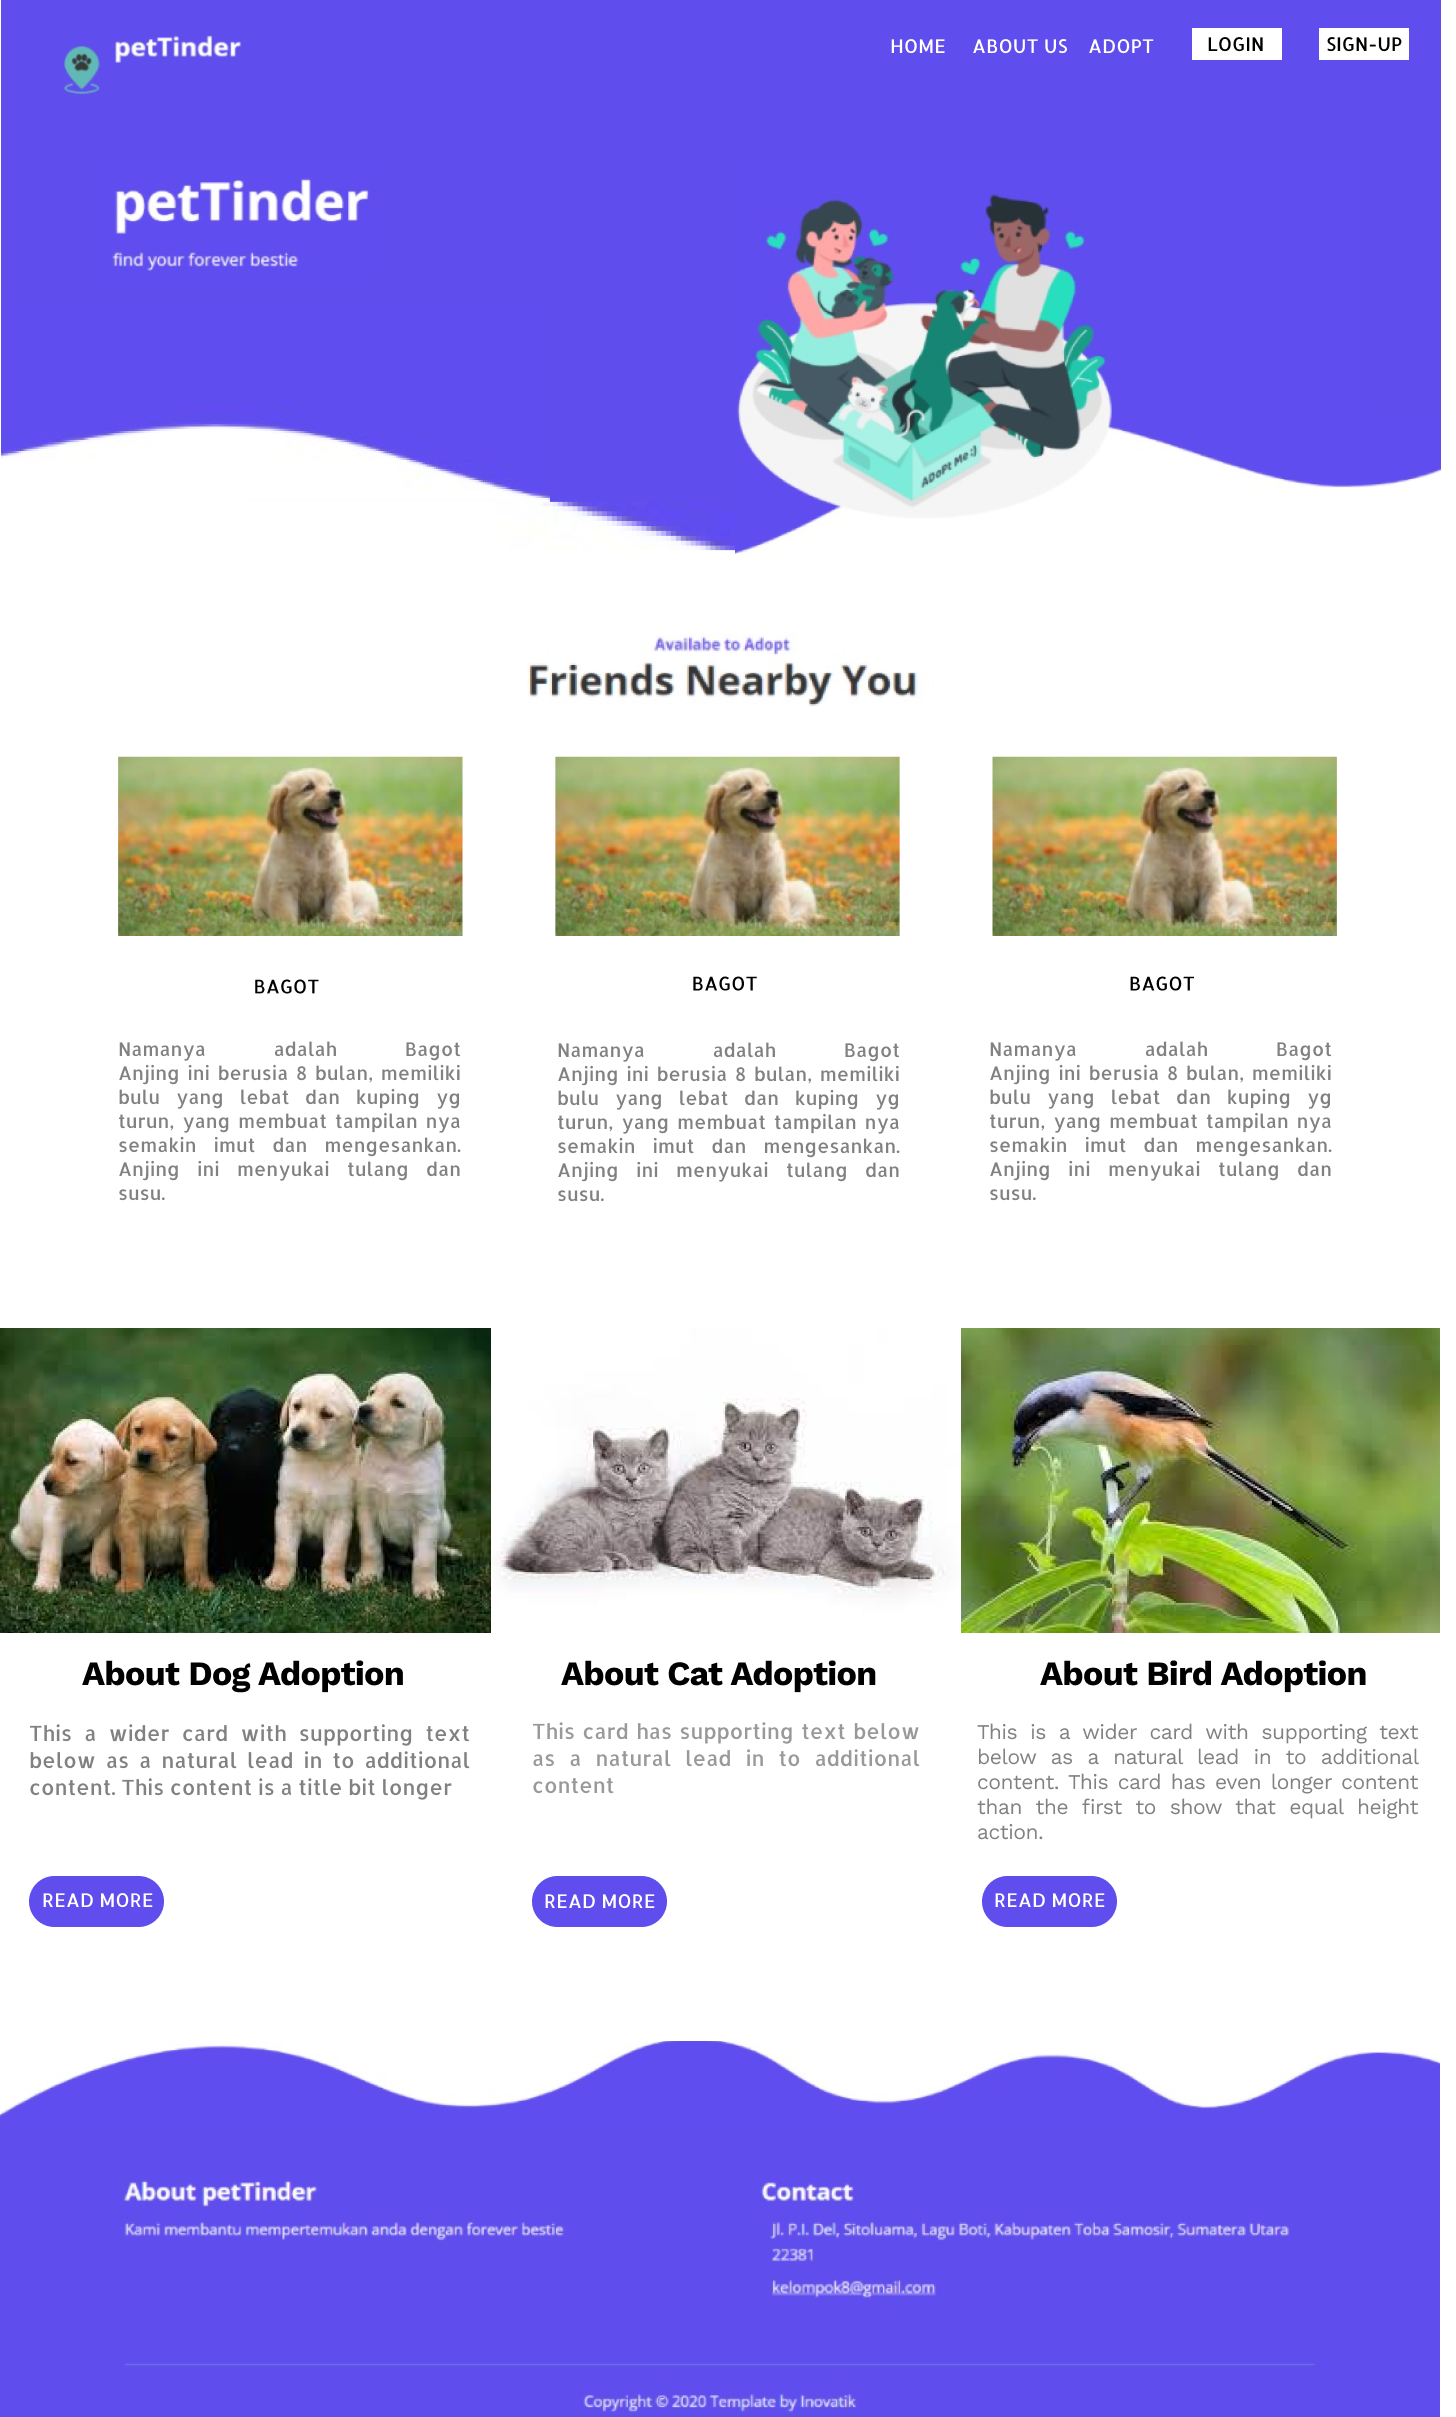 petTinder
HOME ABOUT US ADOPT LOGIN SIGN-UP
petTinder
find your forever bestie
ADoPt Me :)
Availabe to Adopt
Friends Nearby You
BAGOT
Namanya adalah Bagot
Anjing ini berusia 8 bulan, memiliki
bulu yang lebat dan kuping yg
turun, yang membuat tampilan nya
semakin imut dan mengesankan.
Anjing ini menyukai tulang dan
susu.
BAGOT
Namanya adalah Bagot
Anjing ini berusia 8 bulan, memiliki
bulu yang lebat dan kuping yg
turun, yang membuat tampilan nya
semakin imut dan mengesankan.
Anjing ini menyukai tulang dan
susu.
BAGOT
Namanya adalah Bagot
Anjing ini berusia 8 bulan, memiliki
bulu yang lebat dan kuping yg
turun, yang membuat tampilan nya
semakin imut dan mengesankan.
Anjing ini menyukai tulang dan
susu.
About Dog Adoption
This a wider card with supporting text
below as a natural lead in to additional
content. This content is a title bit longer
READ MORE
About Cat Adoption
This card has supporting text below
as a natural lead in to additional
content
READ MORE
About Bird Adoption
This is a wider card with supporting text
below as a natural lead in to additional
content. This card has even longer content
than the first to show that equal height
action.
READ MORE
About petTinder
Kami membantu mempertemukan anda dengan forever bestie
Contact
Jl. P.I. Del, Sitoluama, Lagu Boti, Kabupaten Toba Samosir, Sumatera Utara
22381
kelompok8@gmail.com
Copyright © 2020 Template by Inovatik